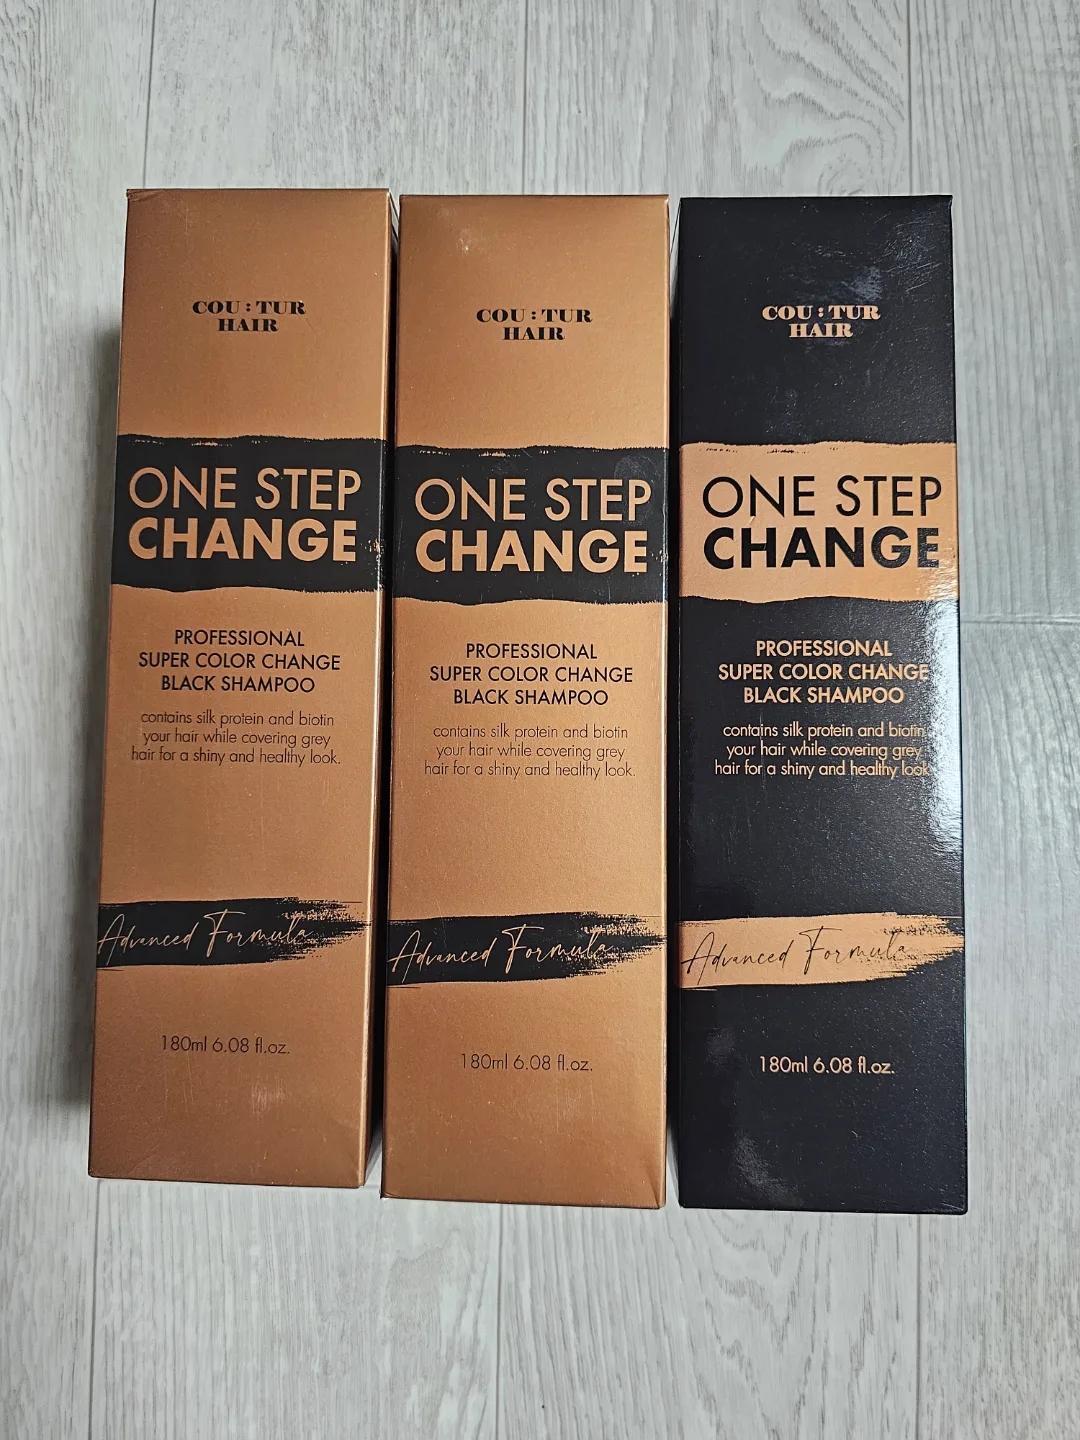 COU:TUR
HAIR
ONE STEP
CHANGE
PROFESSIONAL
SUPER COLOR CHANGE
BLACK SHAMPOO
contains silk protein and biotin
your hair while covering grey
hair for a shiny and healthy look.
Advanced Formula
180ml 6.08 fl.oz.
COU:TUR
HAIR
ONE STEP
CHANGE
PROFESSIONAL
SUPER COLOR CHANGE
BLACK SHAMPOO
contains silk protein and biotin
your hair while covering grey
hair for a shiny and healthy look.
Advanced Formula
180ml 6.08 fl.oz.
COU:TUR
HAIR
ONE STEP
CHANGE
PROFESSIONAL
SUPER COLOR CHANGE
BLACK SHAMPOO
contains silk protein and biotin
your hair while covering grey
hair for a shiny and healthy look.
Advanced Formula
180ml 6.08 fl.oz.